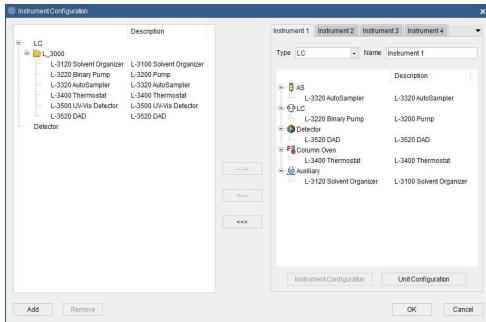 Instrument Configuration
Description
LC
L_3000
L-3120 Solvent Organizer L-3100 Solvent Organizer
L-3220 Binary Pump L-3200 Pump
L-3320 AutoSampler L-3320 AutoSampler
L-3400 Thermostat L-3400 Thermostat
L-3500 UV-Vis Detector L-3500 UV-Vis Detector
L-3520 DAD L-3520 DAD
Detector
--->
<---
<<<
Add Remove
Instrument 1 Instrument 2 Instrument 3 Instrument 4
Type LC Name Instrument 1
Description
AS
L-3320 AutoSampler L-3320 AutoSampler
LC
L-3220 Binary Pump L-3200 Pump
Detector
L-3520 DAD L-3520 DAD
Column Oven
L-3400 Thermostat L-3400 Thermostat
Auxiliary
L-3120 Solvent Organizer L-3100 Solvent Organizer
Instrument Configuration Unit Configuration
OK Cancel